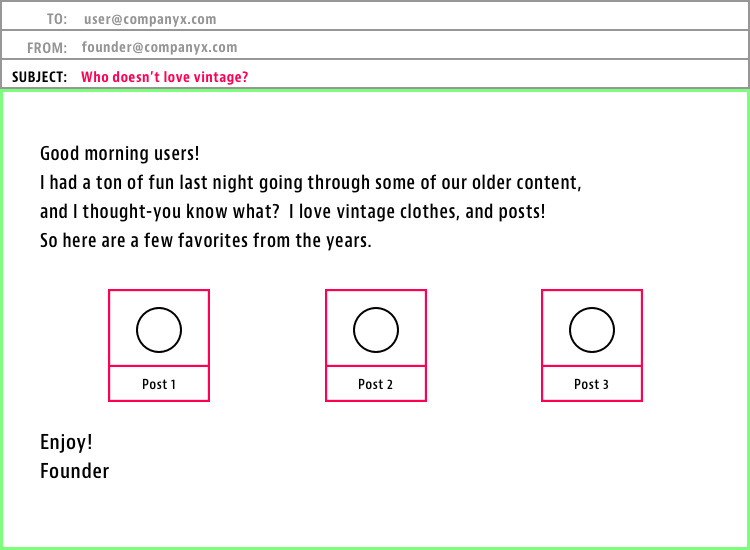 TO: user@companyx.com
FROM: founder@companyx.com
SUBJECT: Who doesn't love vintage?
Good morning users!
I had a ton of fun last night going through some of our older content,
and I thought-you know what?  I love vintage clothes, and posts!
So here are a few favorites from the years.
Post 1
Post 2
Post 3
Enjoy!
Founder